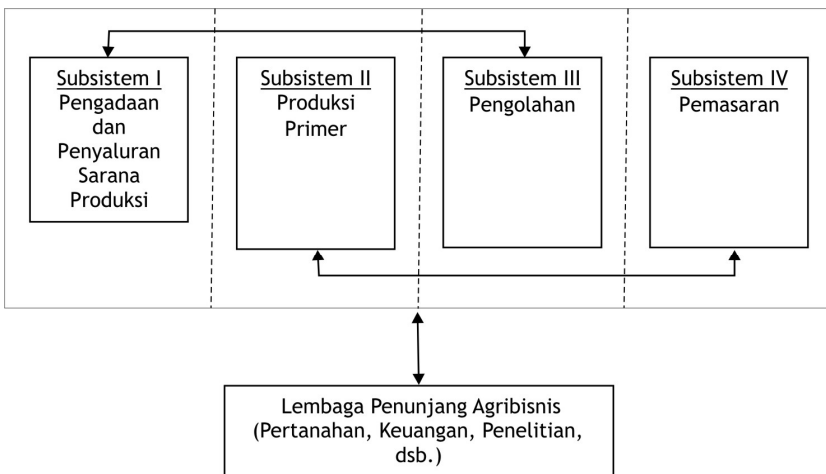 Subsistem I
Pengadaan
dan
Penyaluran
Sarana
Produksi
Subsistem II
Produksi
Primer
Subsistem III
Pengolahan
Subsistem IV
Pemasaran
Lembaga Penunjang Agribisnis
(Pertanahan, Keuangan, Penelitian,
dsb.)